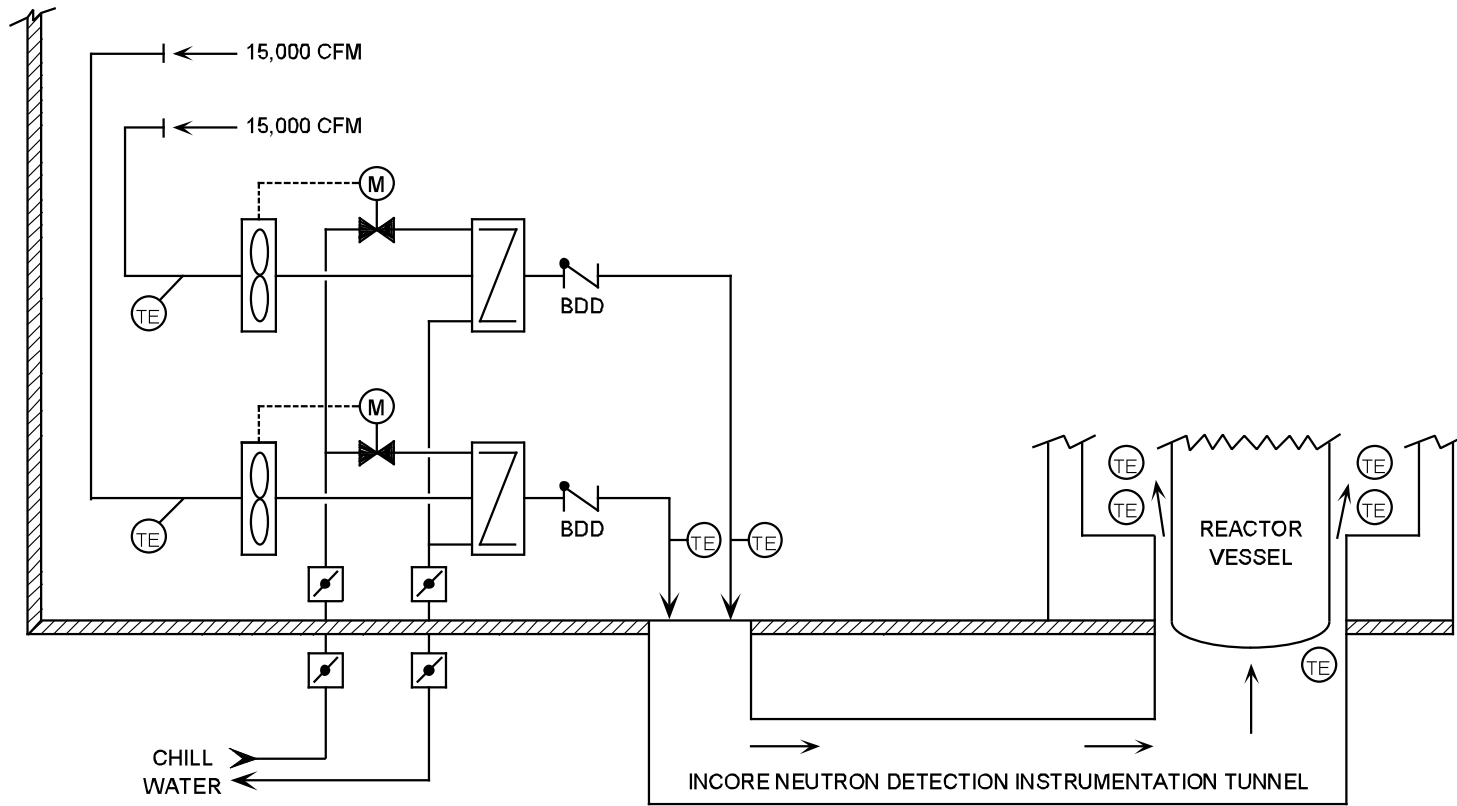 15,000 CFM
15,000 CFM
M
TE
BDD
M
TE
BDD
TE
TE
TE
TE
TE
TE
REACTOR
VESSEL
TE
CHILL
WATER
INCORE NEUTRON DETECTION INSTRUMENTATION TUNNEL